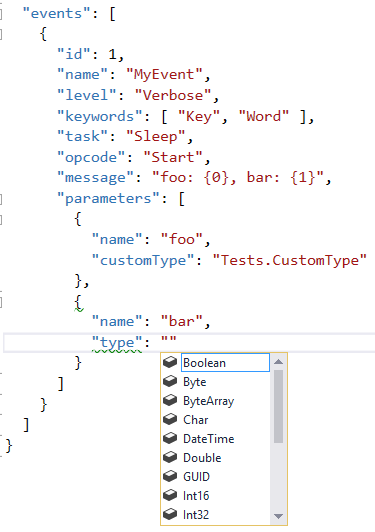 "events": [
{
"id": 1,
"name": "MyEvent",
"level": "Verbose",
"keywords": [ "Key", "Word" ],
"task": "Sleep",
"opcode": "Start",
"message": "foo: {0}, bar: {1}",
"parameters": [
{
"name": "foo",
"customType": "Tests.CustomType"
},
{
"name": "bar",
"type": ""
}
]
}
]
}
Boolean
Byte
ByteArray
Char
DateTime
Double
GUID
Int16
Int32